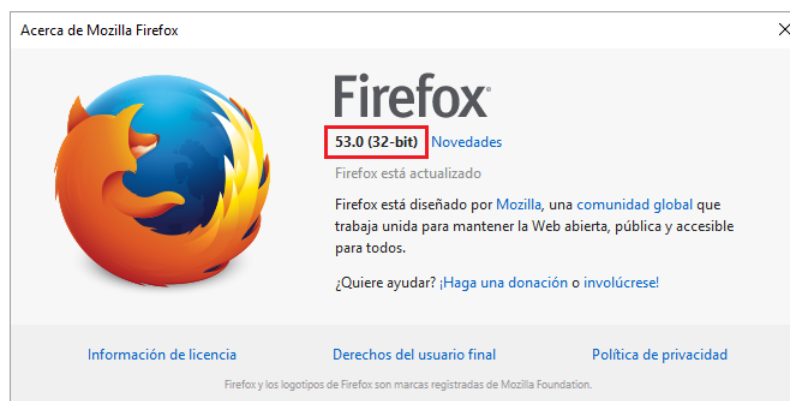 Acerca de Mozilla Firefox
Firefox
53.0 (32-bit) Novedades
Firefox está actualizado
Firefox está diseñado por Mozilla, una comunidad global que
trabaja unida para mantener la Web abierta, pública y accesible
para todos.
¿Quiere ayudar? ¡Haga una donación o involúcrese!
Información de licencia Derechos del usuario final Política de privacidad
Firefox y los logotipos de Firefox son marcas registradas de Mozilla Foundation.